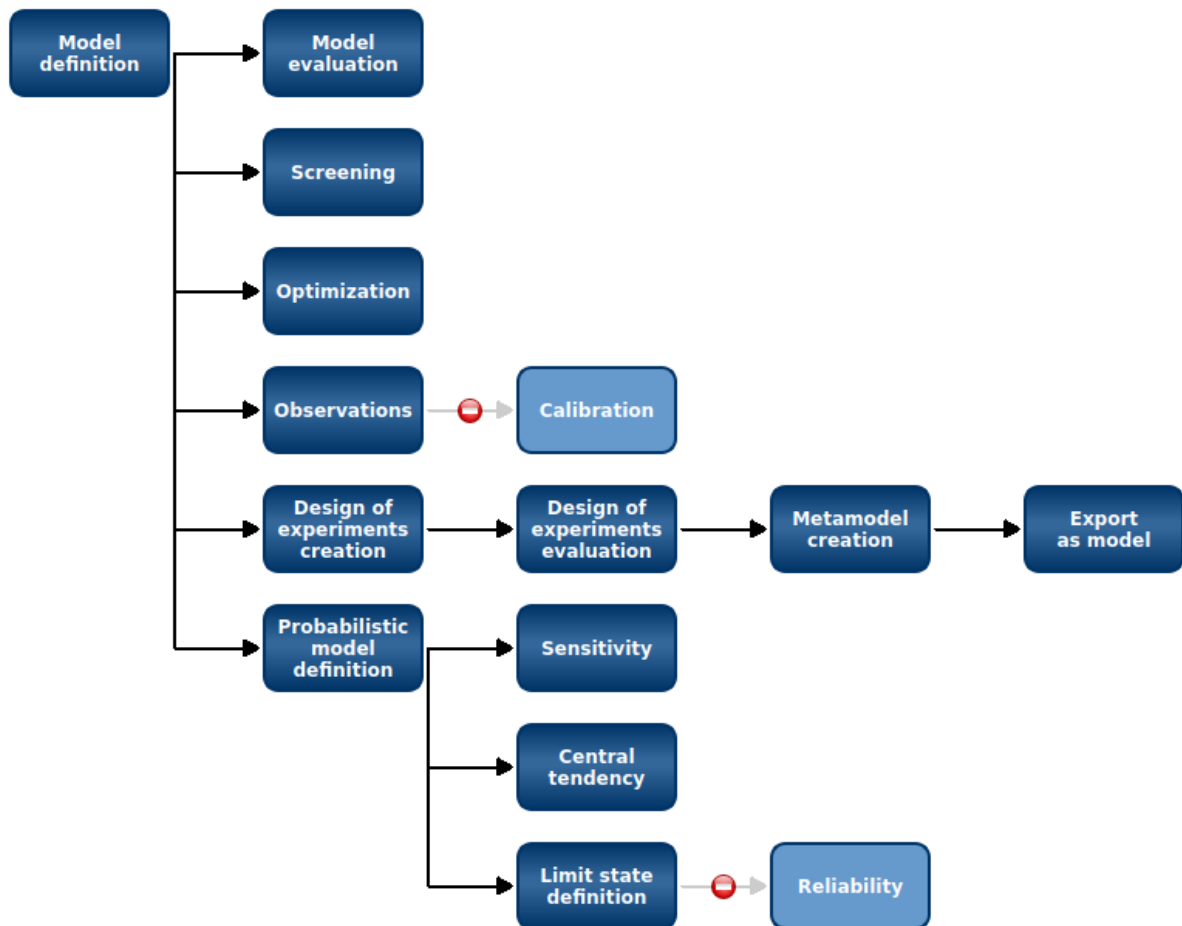 Model
definition
Model
evaluation
Screening
Optimization
Observations
Calibration
Design of
experiments
creation
Design of
experiments
evaluation
Metamodel
creation
Export
as model
Probabilistic
model
definition
Sensitivity
Central
tendency
Limit state
definition
Reliability